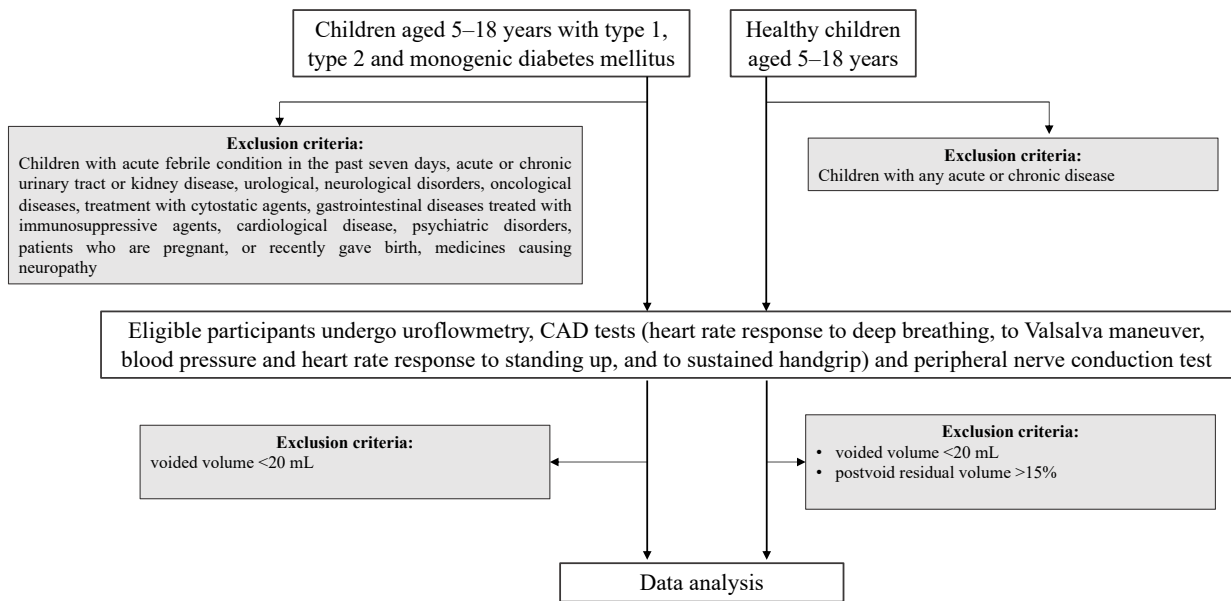 Children aged 5–18 years with type 1,
type 2 and monogenic diabetes mellitus
Healthy children
aged 5–18 years
Exclusion criteria:
Children with acute febrile condition in the past seven days, acute or chronic
urinary tract or kidney disease, urological, neurological disorders, oncological
diseases, treatment with cytostatic agents, gastrointestinal diseases treated with
immunosuppressive agents, cardiological disease, psychiatric disorders,
patients who are pregnant, or recently gave birth, medicines causing
neuropathy
Exclusion criteria:
Children with any acute or chronic disease
Eligible participants undergo uroflowmetry, CAD tests (heart rate response to deep breathing, to Valsalva maneuver,
blood pressure and heart rate response to standing up, and to sustained handgrip) and peripheral nerve conduction test
Exclusion criteria:
voided volume <20 mL
Exclusion criteria:
• voided volume <20 mL
• postvoid residual volume >15%
Data analysis